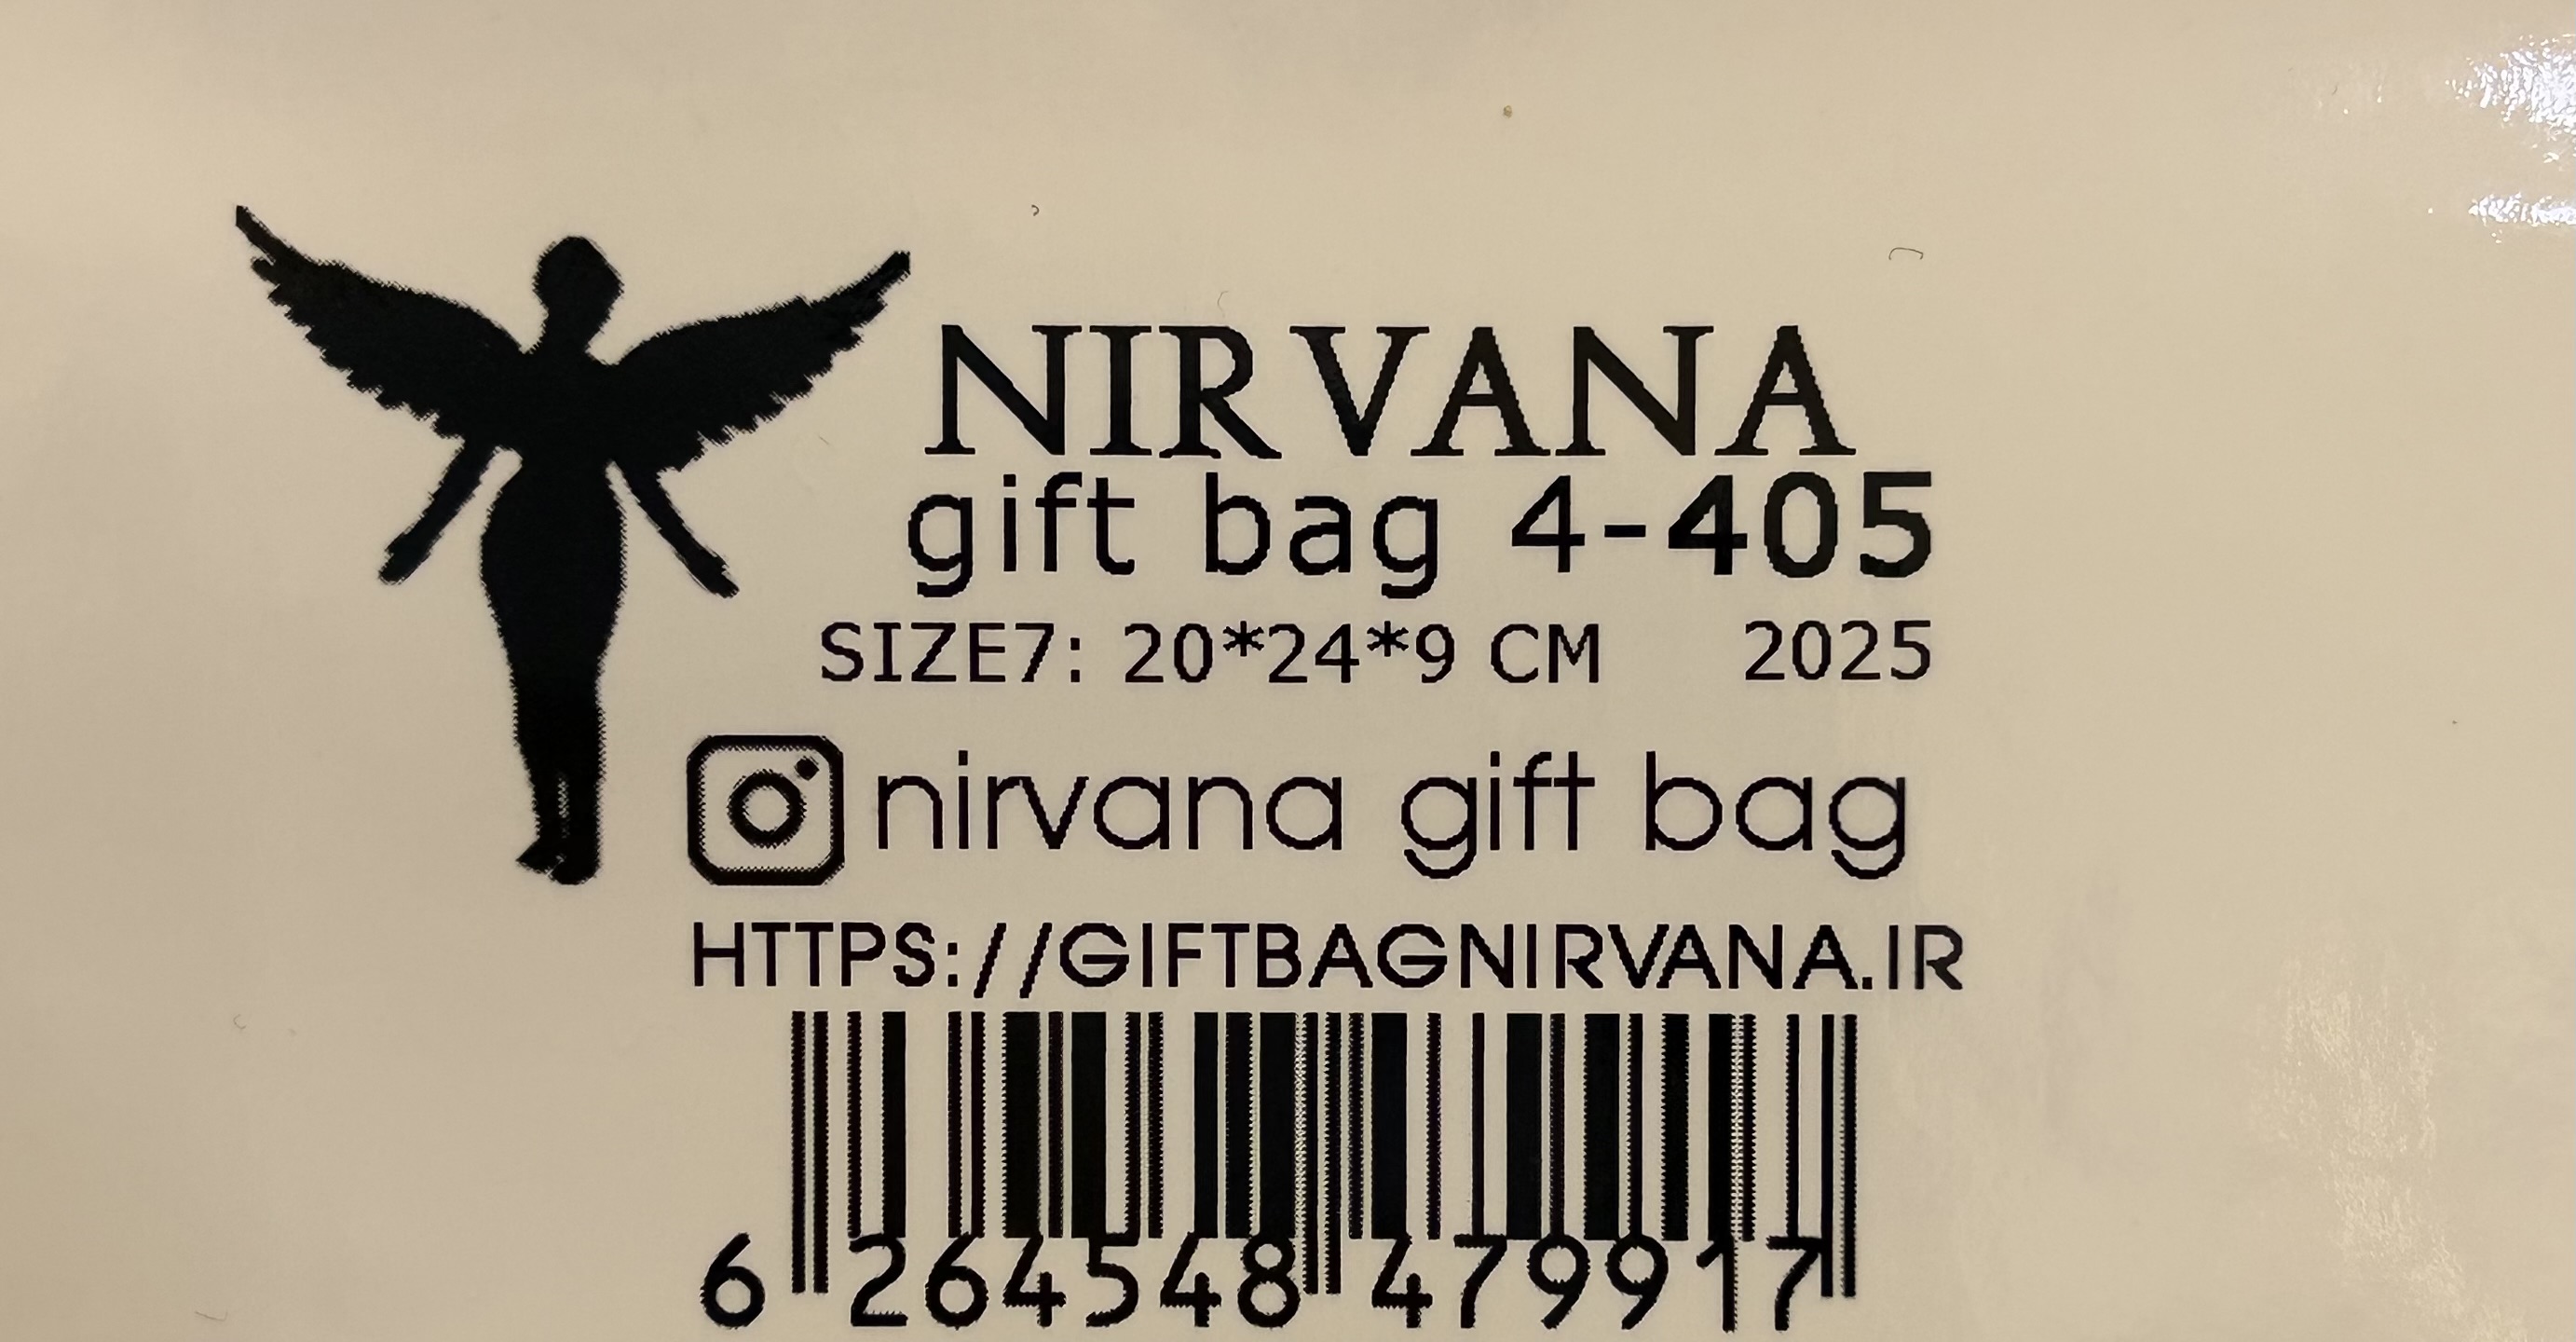 NIRVANA
gift bag 4-405
SIZE7: 20*24*9 CM 2025
nirvana gift bag
HTTPS://GIFTBAGNIRVANA.IR
6 264548 479917